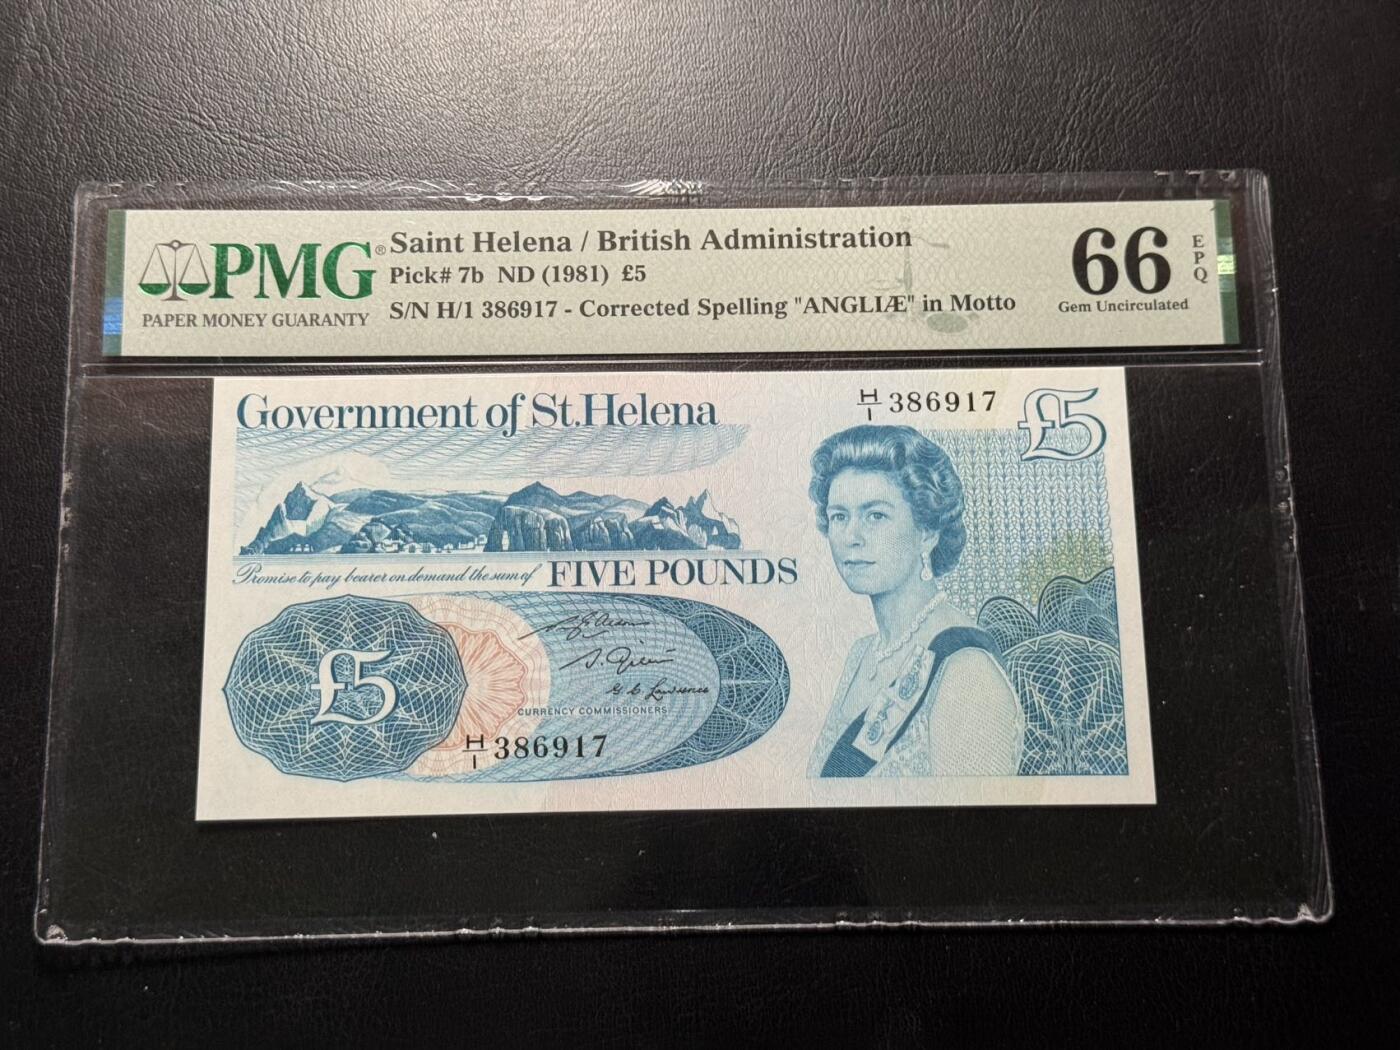 PMG®
PAPER MONEY GUARANTY
Saint Helena / British Administration
Pick# 7b ND (1981) £5
S/N H/1 386917 - Corrected Spelling "ANGLIÆ" in Motto
66
EPQ
Gem Uncirculated
Government of St.Helena
H/1 386917
£5
Promise to pay bearer on demand the sum of FIVE POUNDS
£5
G C Lawrence
CURRENCY COMMISSIONERS
H/1 386917